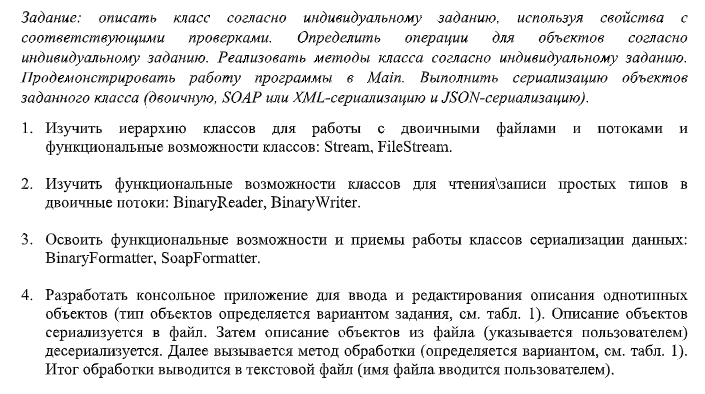 Задание: описать класс согласно индивидуальному заданию, используя свойства с
соответствующими проверками. Определить операции для объектов согласно
индивидуальному заданию. Реализовать методы класса согласно индивидуальному заданию.
Продемонстрировать работу программы в Main. Выполнить сериализацию объектов
заданного класса (двоичную, SOAP или XML-сериализацию и JSON-сериализацию).
1. Изучить иерархию классов для работы с двоичными файлами и потоками и
функциональные возможности классов: Stream, FileStream.
2. Изучить функциональные возможности классов для чтения\записи простых типов в
двоичные потоки: BinaryReader, BinaryWriter.
3. Освоить функциональные возможности и приемы работы классов сериализации данных:
BinaryFormatter, SoapFormatter.
4. Разработать консольное приложение для ввода и редактирования описания однотипных
объектов (тип объектов определяется вариантом задания, см. табл. 1). Описание объектов
сериализуется в файл. Затем описание объектов из файла (указывается пользователем)
десериализуется. Далее вызывается метод обработки (определяется вариантом, см. табл. 1).
Итог обработки выводится в текстовой файл (имя файла вводится пользователем).